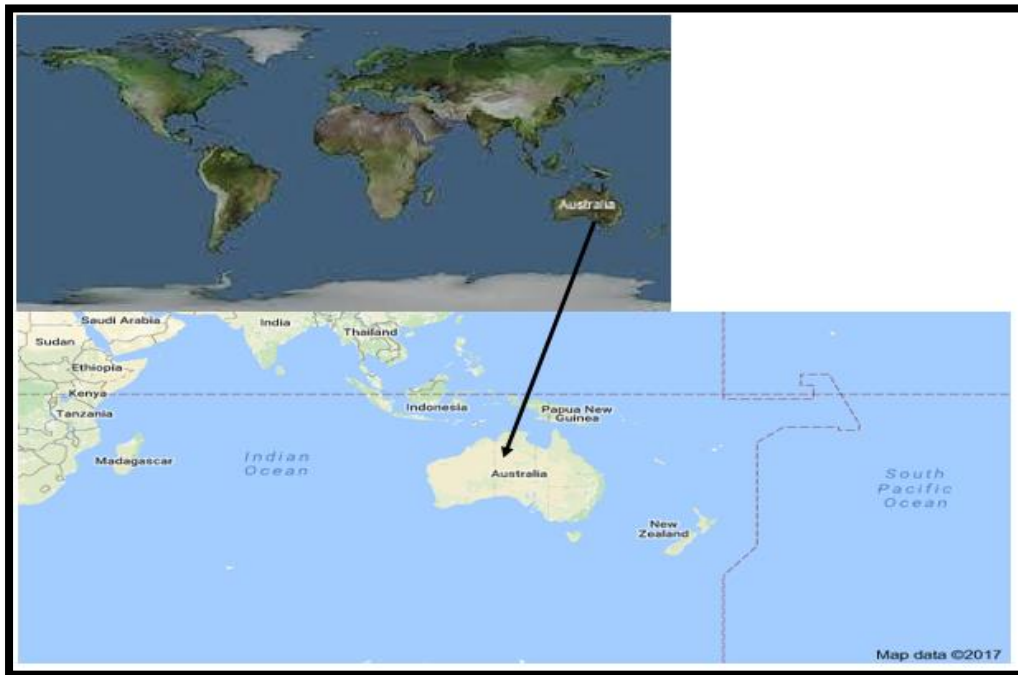 Australia
Saudi Arabia
India
Thailand
Sudan
Ethiopia
Kenya
Tanzania
Indonesia
Papua New
Guinea
Madagascar
Indian
Ocean
Australia
South
Pacific
Ocean
New
Zealand
Map data ©2017